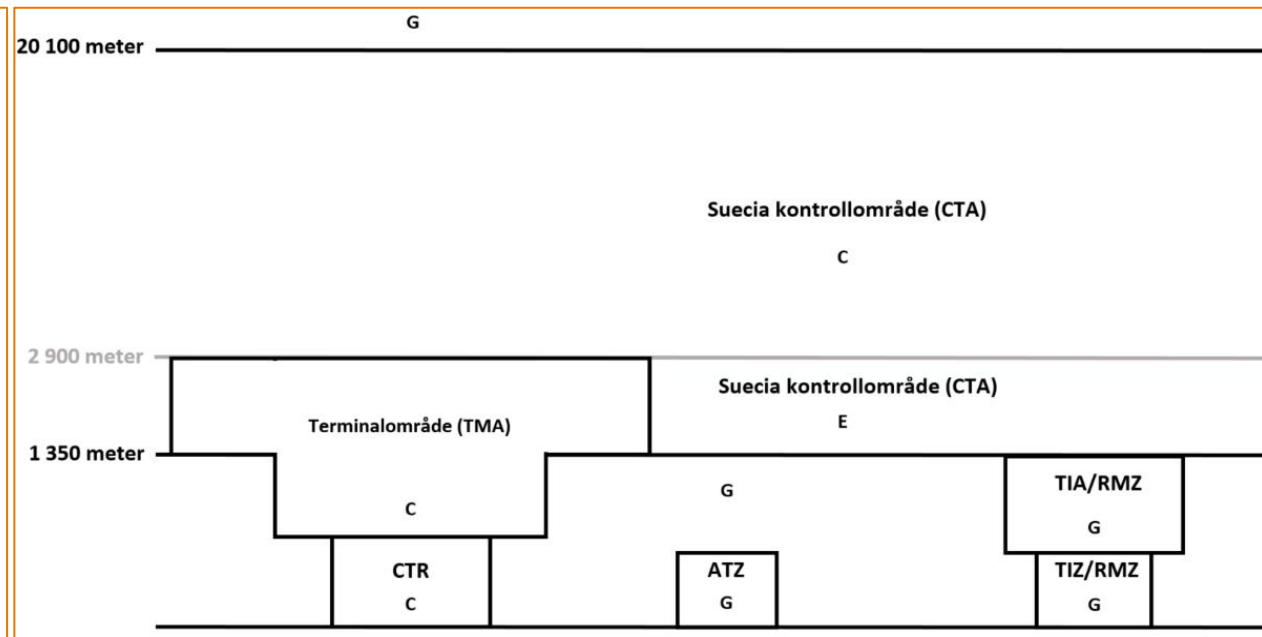 G
20 100 meter
Suecia kontrollområde (CTA)
C
2 900 meter
Suecia kontrollområde (CTA)
E
Terminalområde (TMA)
1 350 meter
C
G
TIA/RMZ
G
CTR
C
ATZ
G
TIZ/RMZ
G